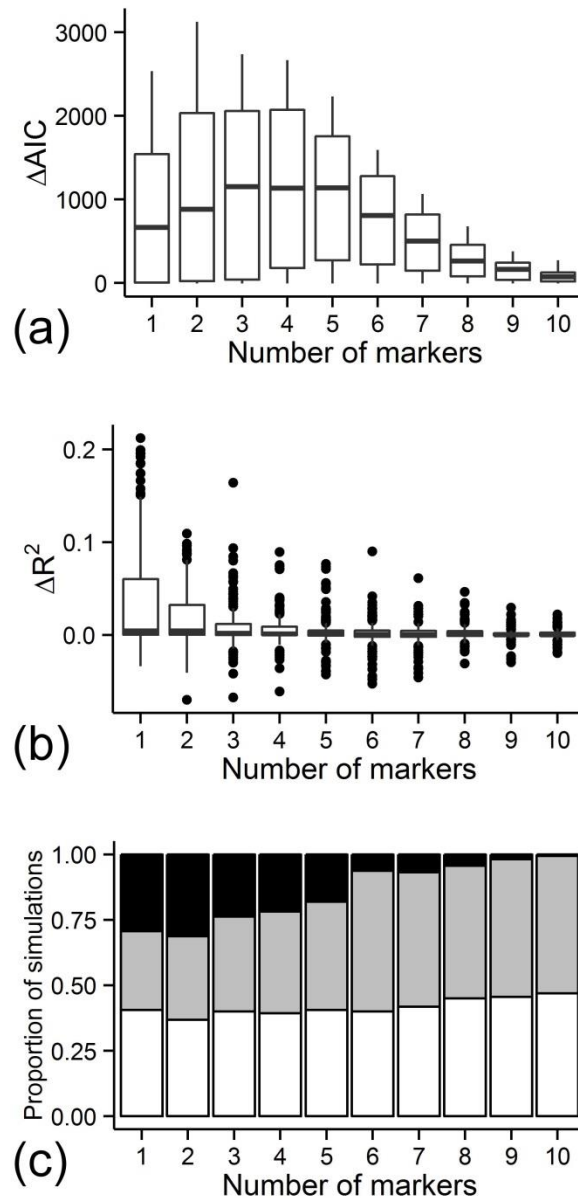 3000
2000
1000
0
ΔAIC
1 2 3 4 5 6 7 8 9 10
Number of markers
(a)
0.2
0.1
0.0
ΔR²
1 2 3 4 5 6 7 8 9 10
Number of markers
(b)
1.00
0.75
0.50
0.25
0.00
Proportion of simulations
1 2 3 4 5 6 7 8 9 10
Number of markers
(c)